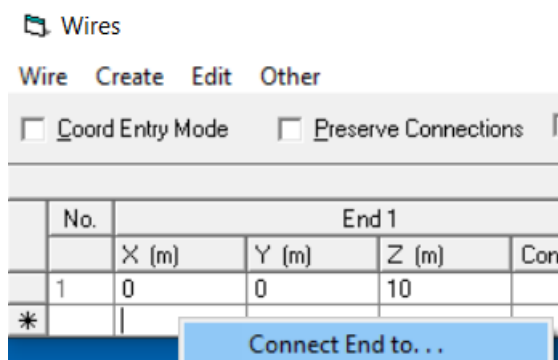 Wires
Wire Create Edit Other
Coord Entry Mode Preserve Connections
No. End 1
X (m) Y (m) Z (m) Con
1 0 0 10
*
Connect End to. . .